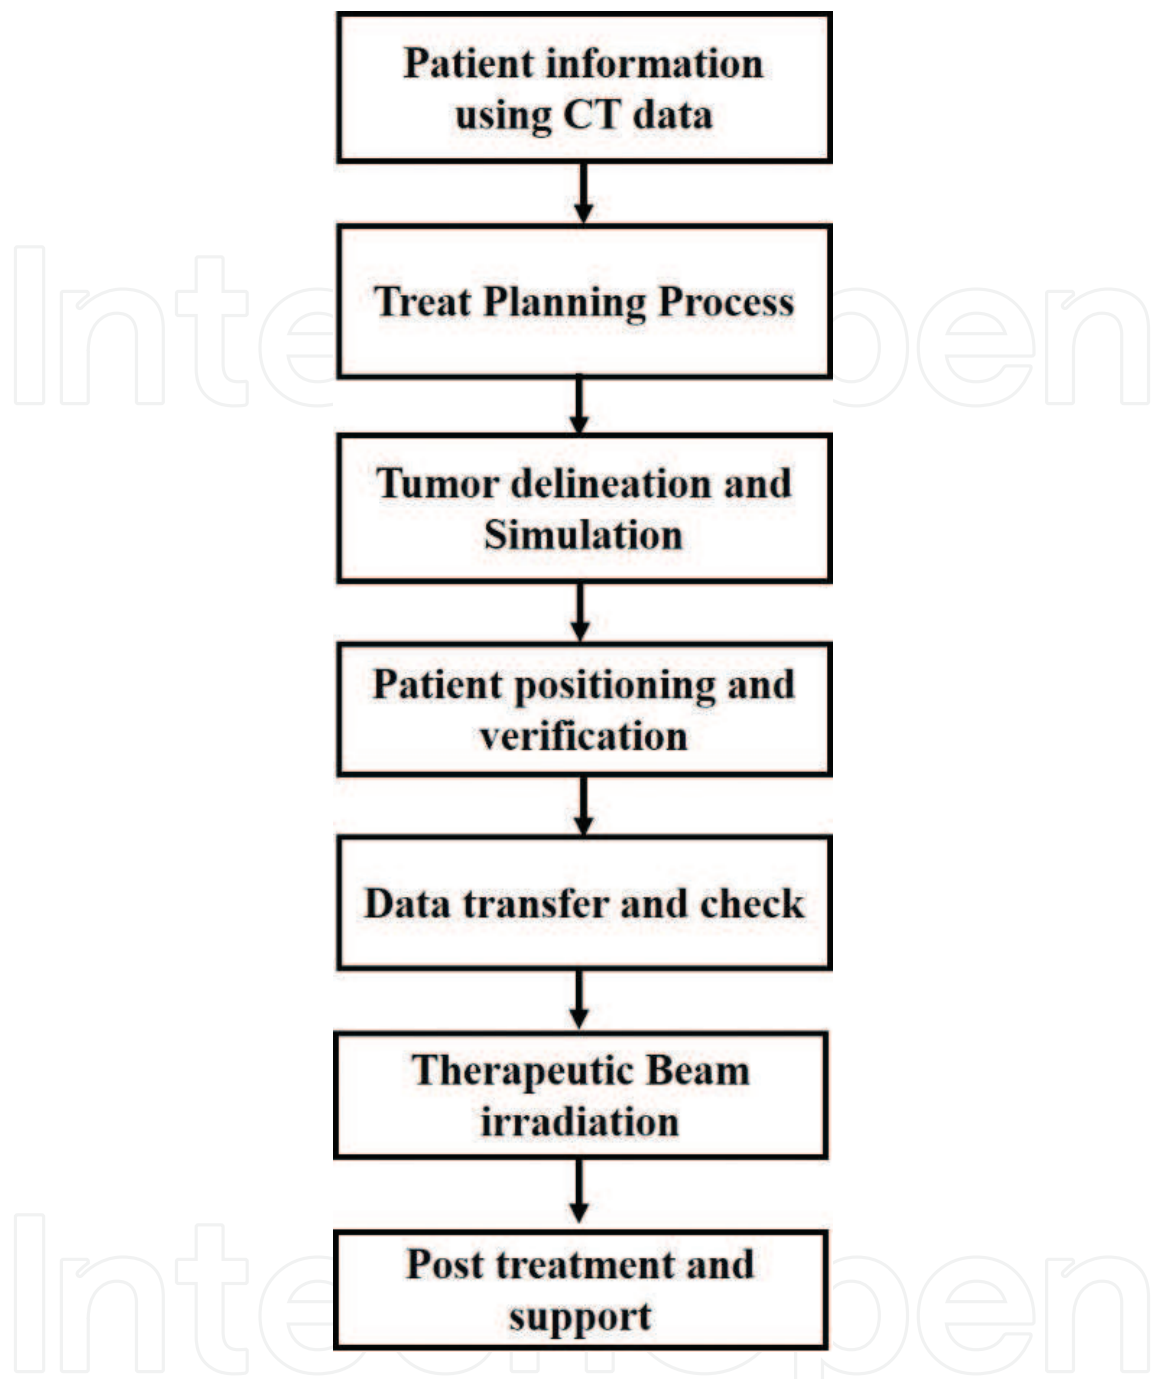 Patient information
using CT data
Treat Planning Process
Tumor delineation and
Simulation
Patient positioning and
verification
Data transfer and check
Therapeutic Beam
irradiation
Post treatment and
support